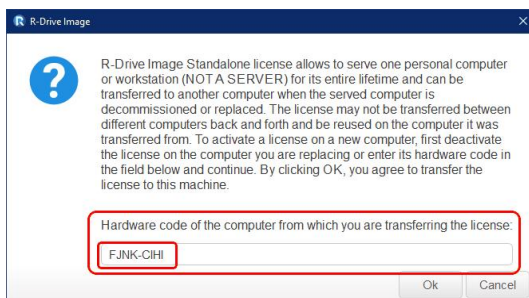 R-Drive Image
R-Drive Image Standalone license allows to serve one personal computer
or workstation (NOT A SERVER) for its entire lifetime and can be
transferred to another computer when the served computer is
decommissioned or replaced. The license may not be transferred between
different computers back and forth and be reused on the computer it was
transferred from. To activate a license on a new computer, first deactivate
the license on the computer you are replacing or enter its hardware code in
the field below and continue. By clicking OK, you agree to transfer the
license to this machine.
Hardware code of the computer from which you are transferring the license:
FJNK-CIHI
Ok Cancel